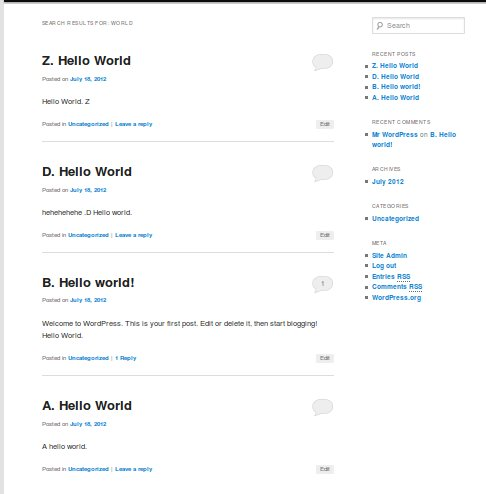 SEARCH RESULTS FOR: WORLD
Z. Hello World
Posted on July 18, 2012
Hello World. Z
Posted in Uncategorized | Leave a reply
Edit
D. Hello World
Posted on July 18, 2012
hehehehehe :D Hello world.
Posted in Uncategorized | Leave a reply
Edit
B. Hello world!
1
Posted on July 18, 2012
Welcome to WordPress. This is your first post. Edit or delete it, then start blogging!
Hello World.
Posted in Uncategorized | 1 Reply
Edit
A. Hello World
Posted on July 18, 2012
A hello world.
Posted in Uncategorized | Leave a reply
Edit
Search
RECENT POSTS
Z. Hello World
D. Hello World
B. Hello world!
A. Hello World
RECENT COMMENTS
Mr WordPress on B. Hello
world!
ARCHIVES
July 2012
CATEGORIES
Uncategorized
META
Site Admin
Log out
Entries RSS
Comments RSS
WordPress.org